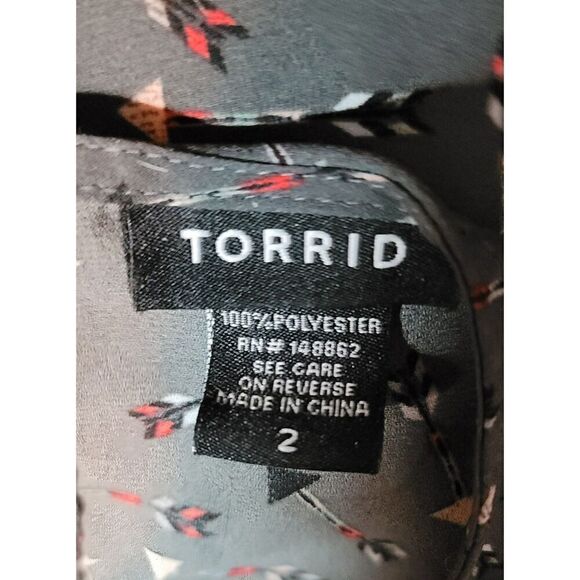 TORRID
100% POLYESTER
RN# 148862
SEE CARE
ON REVERSE
MADE IN CHINA
2